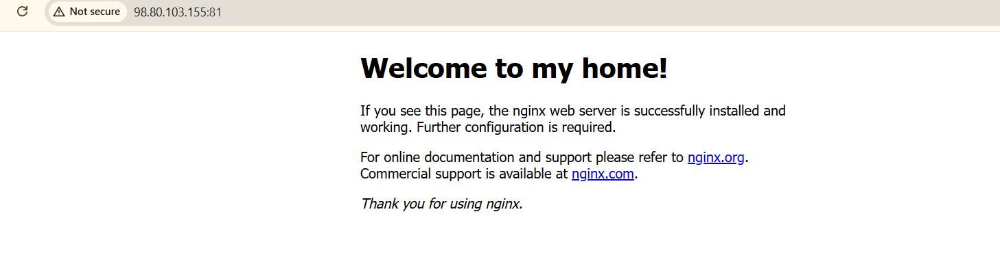 Not secure 98.80.103.155:81
Welcome to my home!
If you see this page, the nginx web server is successfully installed and
working. Further configuration is required.
For online documentation and support please refer to nginx.org.
Commercial support is available at nginx.com.
Thank you for using nginx.